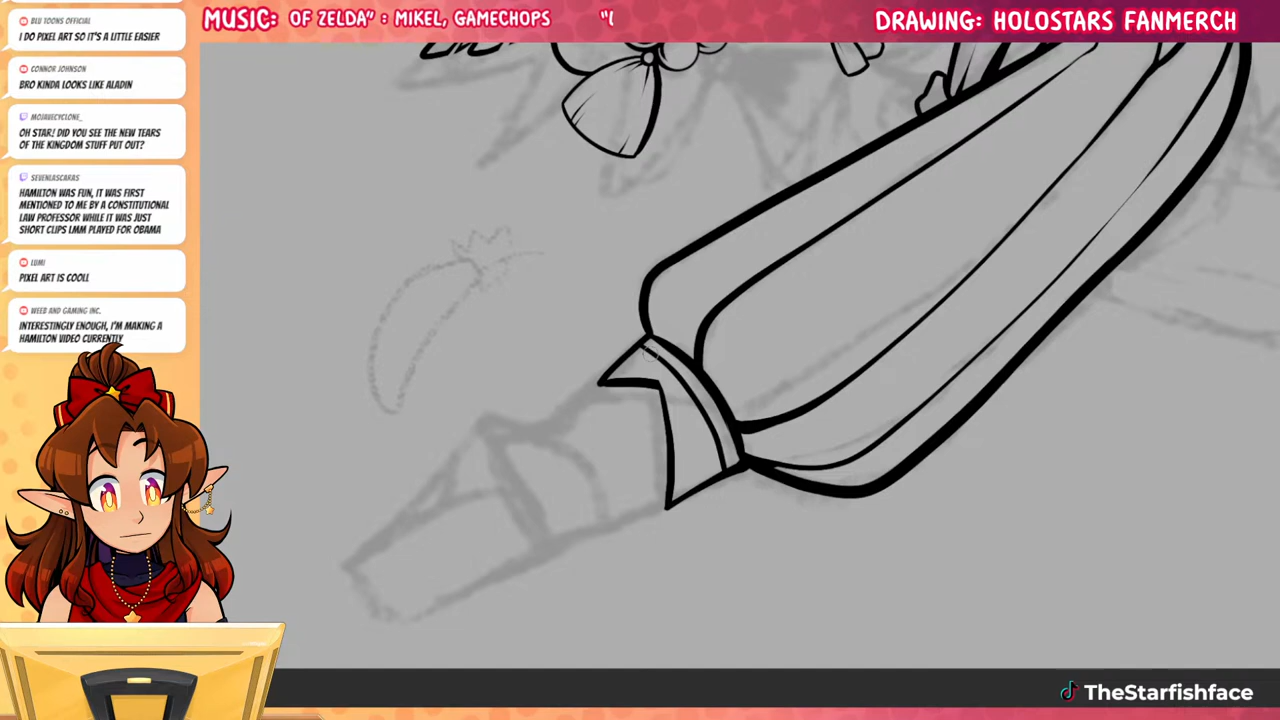 MUSIC: OF ZELDA" : MIKEL, GAMECHOPS "(
DRAWING: HOLOSTARS FANMERCH
BLU TOONS OFFICIAL
I DO PIXEL ART SO IT'S A LITTLE EASIER
CONNOR JOHNSON
BRO KINDA LOOKS LIKE ALADIN
MOJAVECYCLONE_
OH STAR! DID YOU SEE THE NEW TEARS
OF THE KINGDOM STUFF PUT OUT?
SEVENLASCARAS
HAMILTON WAS FUN, IT WAS FIRST
MENTIONED TO ME BY A CONSTITUTIONAL
LAW PROFESSOR WHILE IT WAS JUST
SHORT CLIPS LMM PLAYED FOR OBAMA
LUMI
PIXEL ART IS COOLL
WEEB AND GAMING INC.
INTERESTINGLY ENOUGH, I'M MAKING A
HAMILTON VIDEO CURRENTLY
TheStarfishface